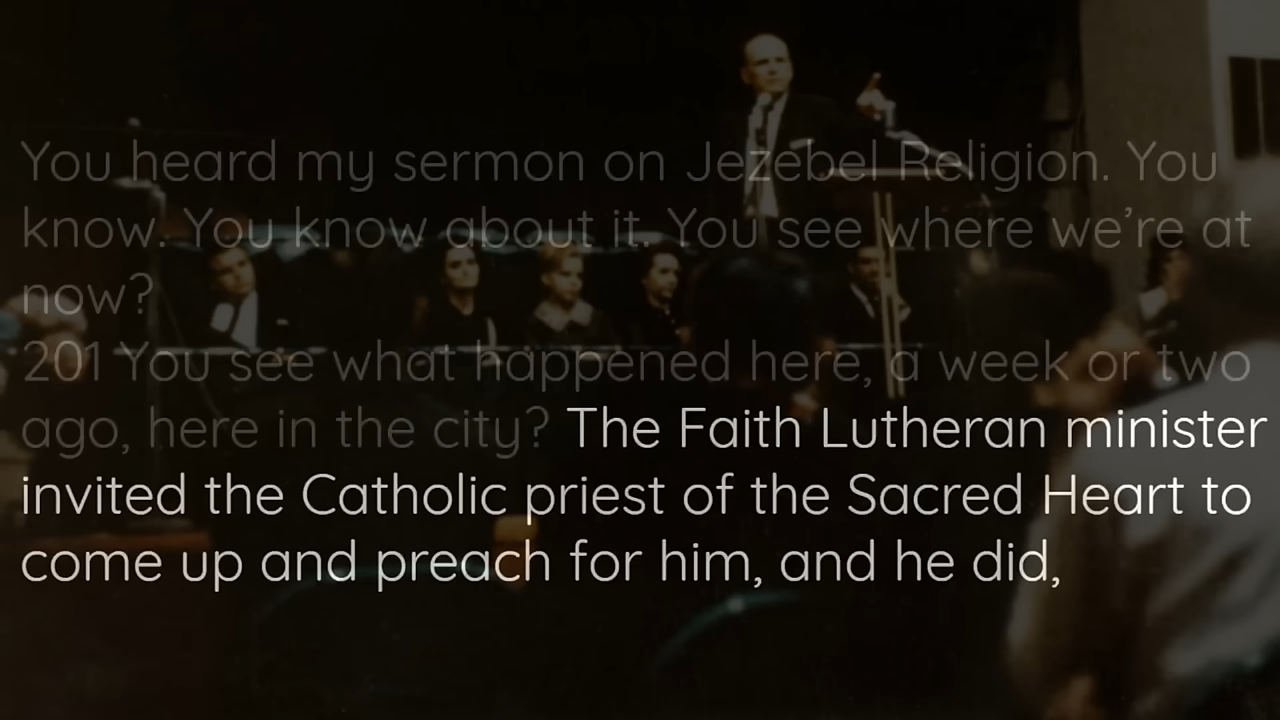 You heard my sermon on Jezebel Religion. You
know. You know about it. You see where we’re at
now?
201 You see what happened here, a week or two
ago, here in the city? The Faith Lutheran minister
invited the Catholic priest of the Sacred Heart to
come up and preach for him, and he did,